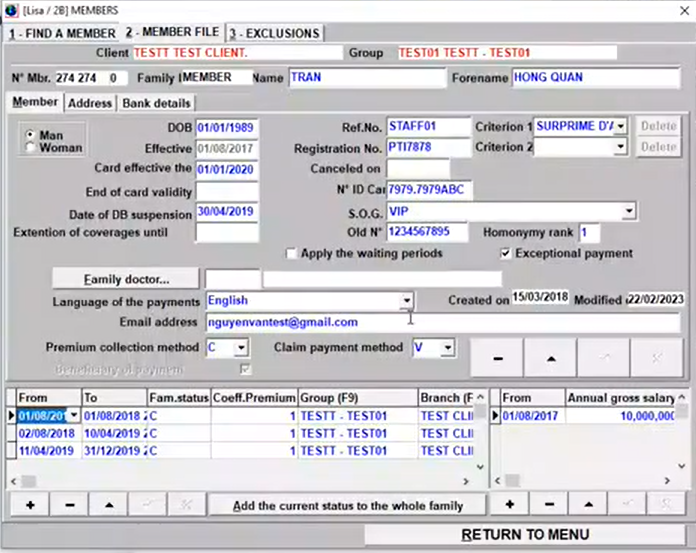 [Lisa / 2B] MEMBERS
1 - FIND A MEMBER 2 - MEMBER FILE 3 - EXCLUSIONS
Client TESTT TEST CLIENT. Group TEST01 TESTT - TEST01
N° Mbr. 274 274 0 Family MEMBER Name TRAN Forename HONG QUAN
Member Address Bank details
Man DOB 01/01/1989 Ref.No. STAFF01 Criterion 1 SURPRIME D'A Delete
Woman Effective 01/08/2017 Registration No. PTI7878 Criterion 2 Delete
Card effective the 01/01/2020 Canceled on
End of card validity N° ID Car 7979.7979ABC
Date of DB suspension 30/04/2019 S.O.G. VIP
Extention of coverages until Old N° 1234567895 Homonymy rank 1
Apply the waiting periods Exceptional payment
Family doctor...
Language of the payments English Created on 15/03/2018 Modified 22/02/2023
Email address nguyenvantest@gmail.com
Premium collection method C Claim payment method V
Beneficiary of payment
From To Fam.status Coeff.Premium Group (F9) Branch (F From Annual gross salary
01/08/201 01/08/2018 C 1 TESTT - TEST01 TEST CLI 01/08/2017 10,000,000
02/08/2018 10/04/2019 C 1 TESTT - TEST01 TEST CLI
11/04/2019 31/12/2019 C 1 TESTT - TEST01 TEST CLI
Add the current status to the whole family
RETURN TO MENU